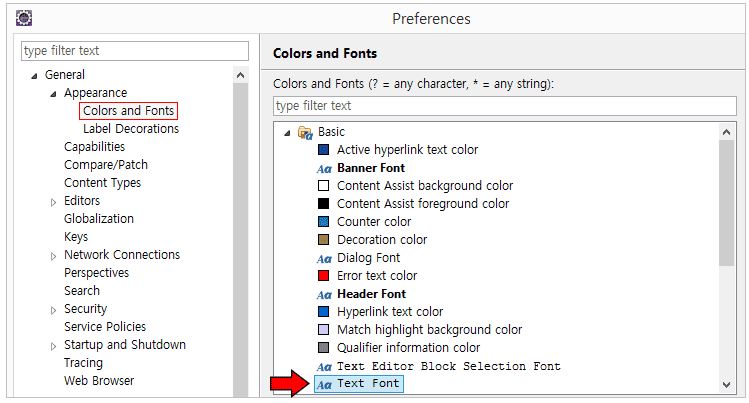 Preferences
type filter text
General
Appearance
Colors and Fonts
Label Decorations
Capabilities
Compare/Patch
Content Types
Editors
Globalization
Keys
Network Connections
Perspectives
Search
Security
Service Policies
Startup and Shutdown
Tracing
Web Browser
Colors and Fonts
Colors and Fonts (? = any character, * = any string):
type filter text
Basic
Active hyperlink text color
Aa Banner Font
Content Assist background color
Content Assist foreground color
Counter color
Decoration color
Aa Dialog Font
Error text color
Aa Header Font
Hyperlink text color
Match highlight background color
Qualifier information color
Aa Text Editor Block Selection Font
Aa Text Font